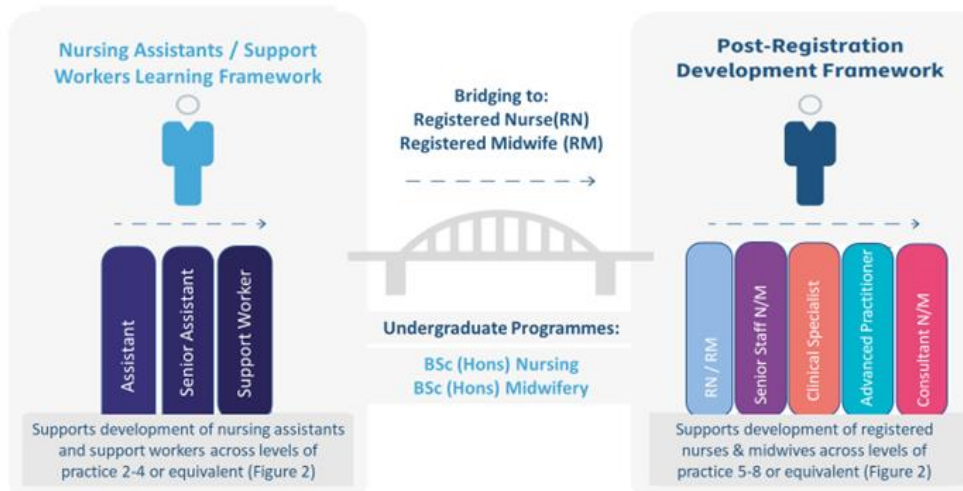 Nursing Assistants / Support
Workers Learning Framework
Assistant
Senior Assistant
Support Worker
Supports development of nursing assistants
and support workers across levels of
practice 2-4 or equivalent (Figure 2)
Bridging to:
Registered Nurse(RN)
Registered Midwife (RM)
Undergraduate Programmes:
BSc (Hons) Nursing
BSc (Hons) Midwifery
Post-Registration
Development Framework
RN / RM
Senior Staff N/M
Clinical Specialist
Advanced Practitioner
Consultant N/M
Supports development of registered
nurses & midwives across levels of
practice 5-8 or equivalent (Figure 2)